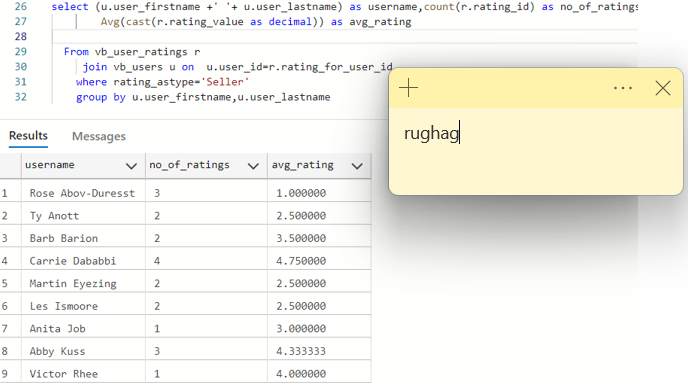 26 select (u.user_firstname +' '+ u.user_lastname) as username,count(r.rating_id) as no_of_ratings
27 Avg(cast(r.rating_value as decimal)) as avg_rating
28
29 From vb_user_ratings r
30 join vb_users u on u.user_id=r.rating_for_user_id
31 where rating_astype='Seller'
32 group by u.user_firstname,u.user_lastname
rughag
Results Messages
username no_of_ratings avg_rating
1 Rose Abov-Duresst 3 1.000000
2 Ty Anott 2 2.500000
3 Barb Barion 2 3.500000
4 Carrie Dababbi 4 4.750000
5 Martin Eyezing 2 2.500000
6 Les Ismoore 2 2.500000
7 Anita Job 1 3.000000
8 Abby Kuss 3 4.333333
9 Victor Rhee 1 4.000000